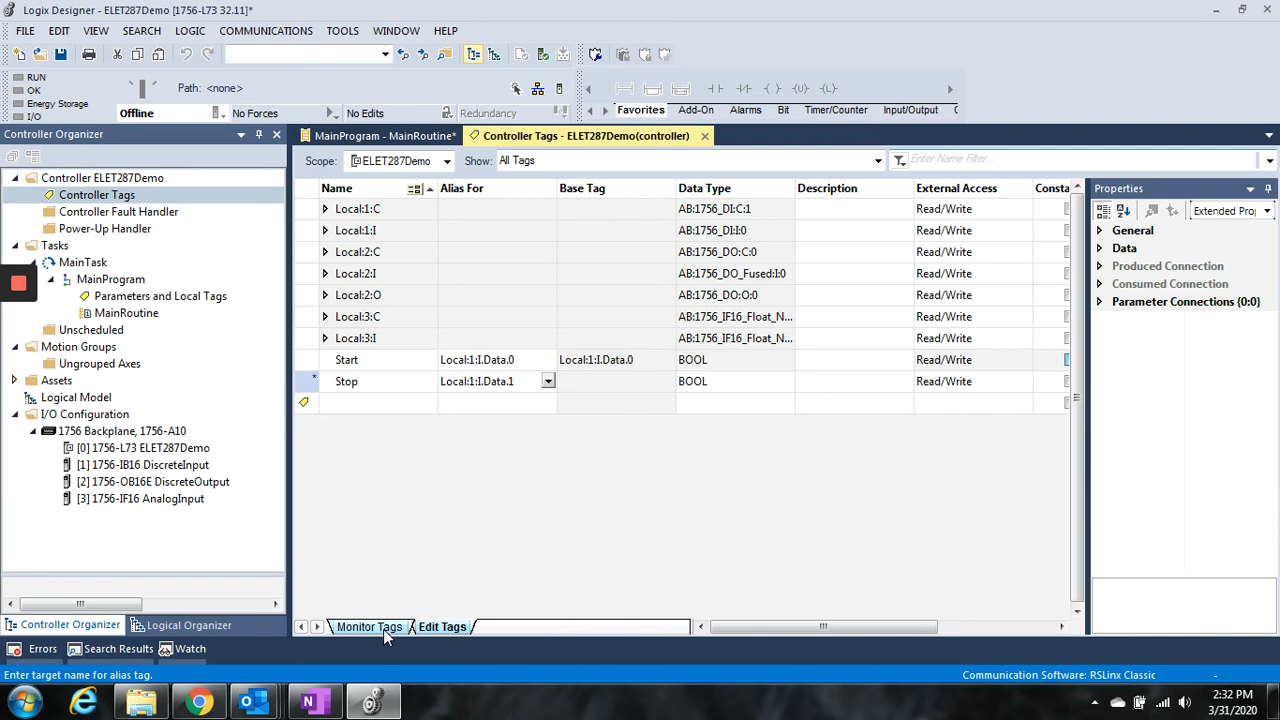 Logix Designer - ELET287Demo [1756-L73 32.11]*
FILE EDIT VIEW SEARCH LOGIC COMMUNICATIONS TOOLS WINDOW HELP
RUN
OK
Energy Storage
I/O
Path: <none>
Offline No Forces No Edits Redundancy
Favorites Add-On Alarms Bit Timer/Counter Input/Output
Controller Organizer
Controller ELET287Demo
Controller Tags
Controller Fault Handler
Power-Up Handler
Tasks
MainTask
MainProgram
Parameters and Local Tags
MainRoutine
Unscheduled
Motion Groups
Ungrouped Axes
Assets
Logical Model
I/O Configuration
1756 Backplane, 1756-A10
[0] 1756-L73 ELET287Demo
[1] 1756-IB16 DiscreteInput
[2] 1756-OB16E DiscreteOutput
[3] 1756-IF16 AnalogInput
Controller Organizer Logical Organizer
MainProgram - MainRoutine* Controller Tags - ELET287Demo(controller)
Scope: ELET287Demo Show: All Tags Enter Name Filter...
Name Alias For Base Tag Data Type Description External Access Consta
Local:1:C AB:1756_DI:C:1 Read/Write
Local:1:I AB:1756_DI:I:0 Read/Write
Local:2:C AB:1756_DO:C:0 Read/Write
Local:2:I AB:1756_DO_Fused:I:0 Read/Write
Local:2:O AB:1756_DO:O:0 Read/Write
Local:3:C AB:1756_IF16_Float_N... Read/Write
Local:3:I AB:1756_IF16_Float_N... Read/Write
Start Local:1:I.Data.0 Local:1:I.Data.0 BOOL Read/Write
* Stop Local:1:I.Data.1 BOOL Read/Write
Monitor Tags Edit Tags
Properties
Extended Prop
General
Data
Produced Connection
Consumed Connection
Parameter Connections {0:0}
Errors Search Results Watch
Enter target name for alias tag. Communication Software: RSLinx Classic
2:32 PM
3/31/2020